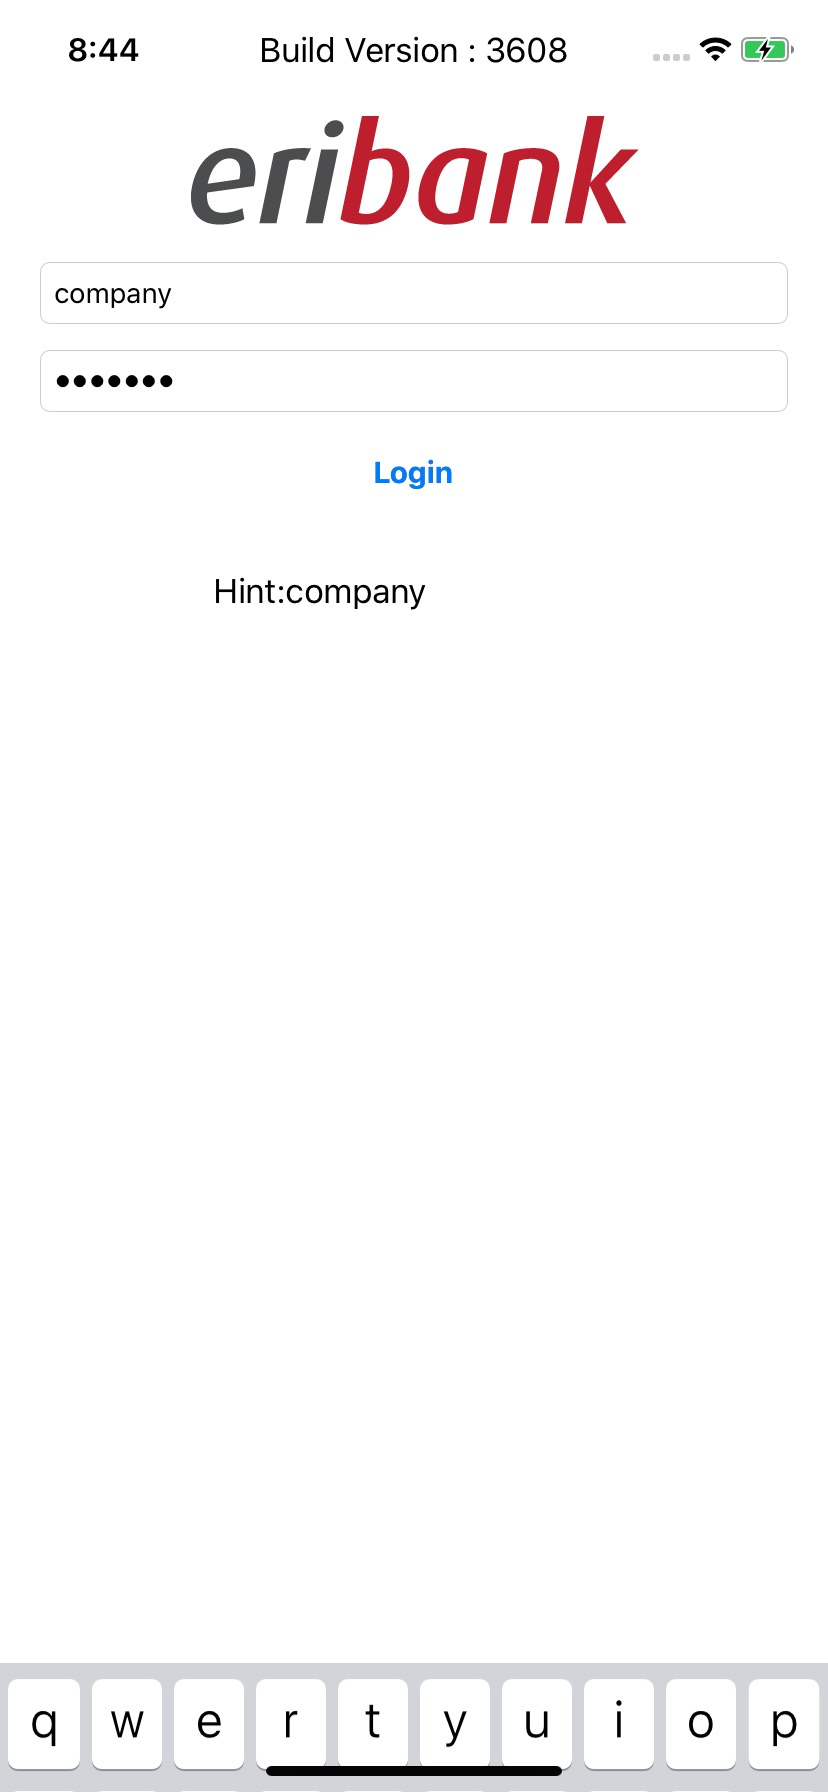 8:44 Build Version : 3608
eribank
company
•••••••
Login
Hint:company
q w e r t y u i o p